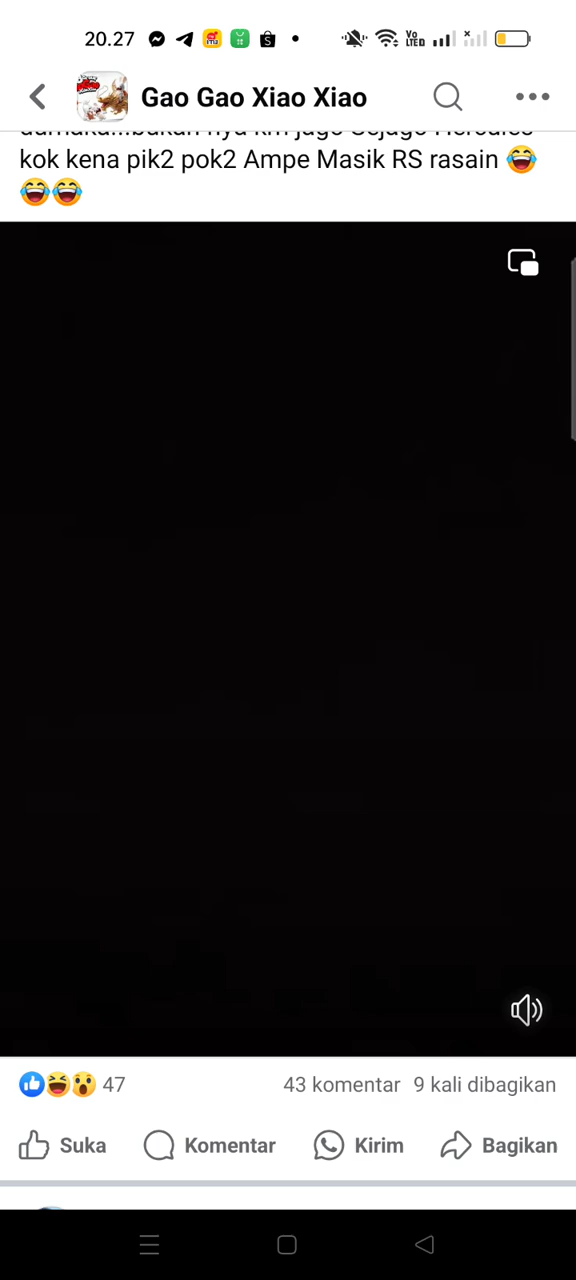 20.27
Gao Gao Xiao Xiao
kok kena pik2 pok2 Ampe Masik RS rasain 😂
😂😂
47
43 komentar 9 kali dibagikan
Suka Komentar Kirim Bagikan